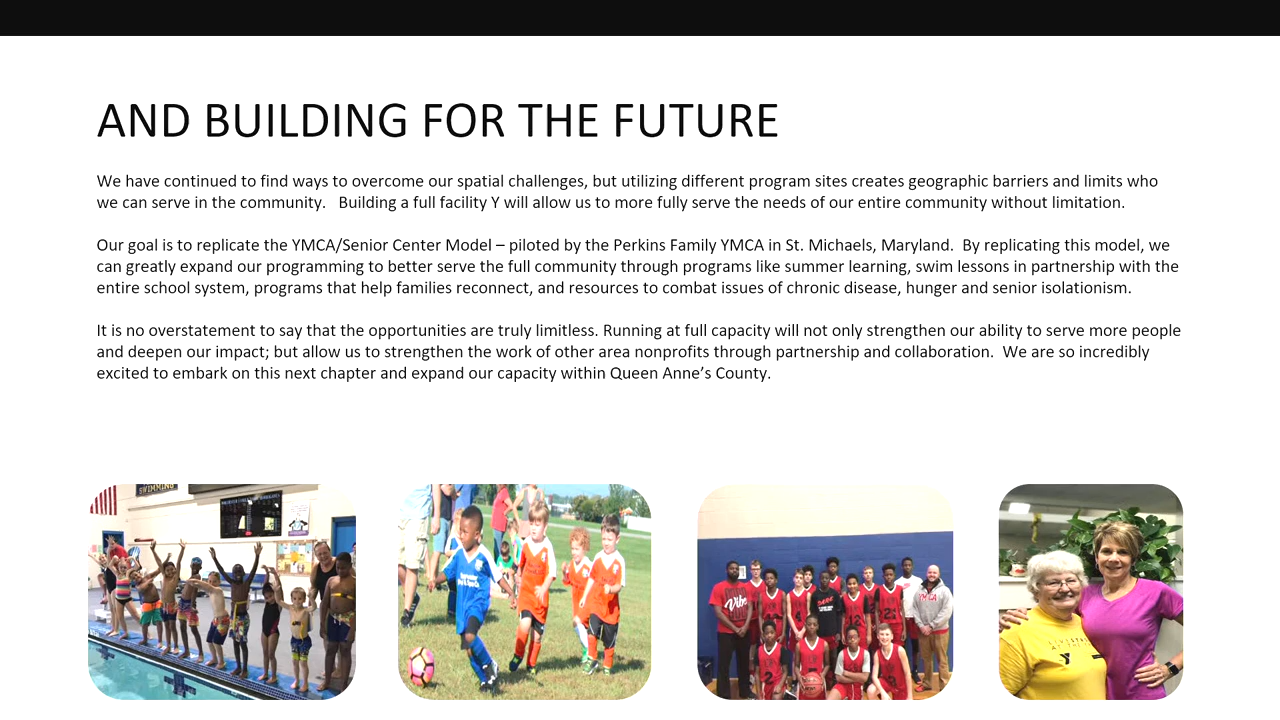 AND BUILDING FOR THE FUTURE
We have continued to find ways to overcome our spatial challenges, but utilizing different program sites creates geographic barriers and limits who
we can serve in the community. Building a full facility Y will allow us to more fully serve the needs of our entire community without limitation.
Our goal is to replicate the YMCA/Senior Center Model – piloted by the Perkins Family YMCA in St. Michaels, Maryland. By replicating this model, we
can greatly expand our programming to better serve the full community through programs like summer learning, swim lessons in partnership with the
entire school system, programs that help families reconnect, and resources to combat issues of chronic disease, hunger and senior isolationism.
It is no overstatement to say that the opportunities are truly limitless. Running at full capacity will not only strengthen our ability to serve more people
and deepen our impact; but allow us to strengthen the work of other area nonprofits through partnership and collaboration. We are so incredibly
excited to embark on this next chapter and expand our capacity within Queen Anne’s County.
SWIMMING
Vibe
YMCA
12
21
2